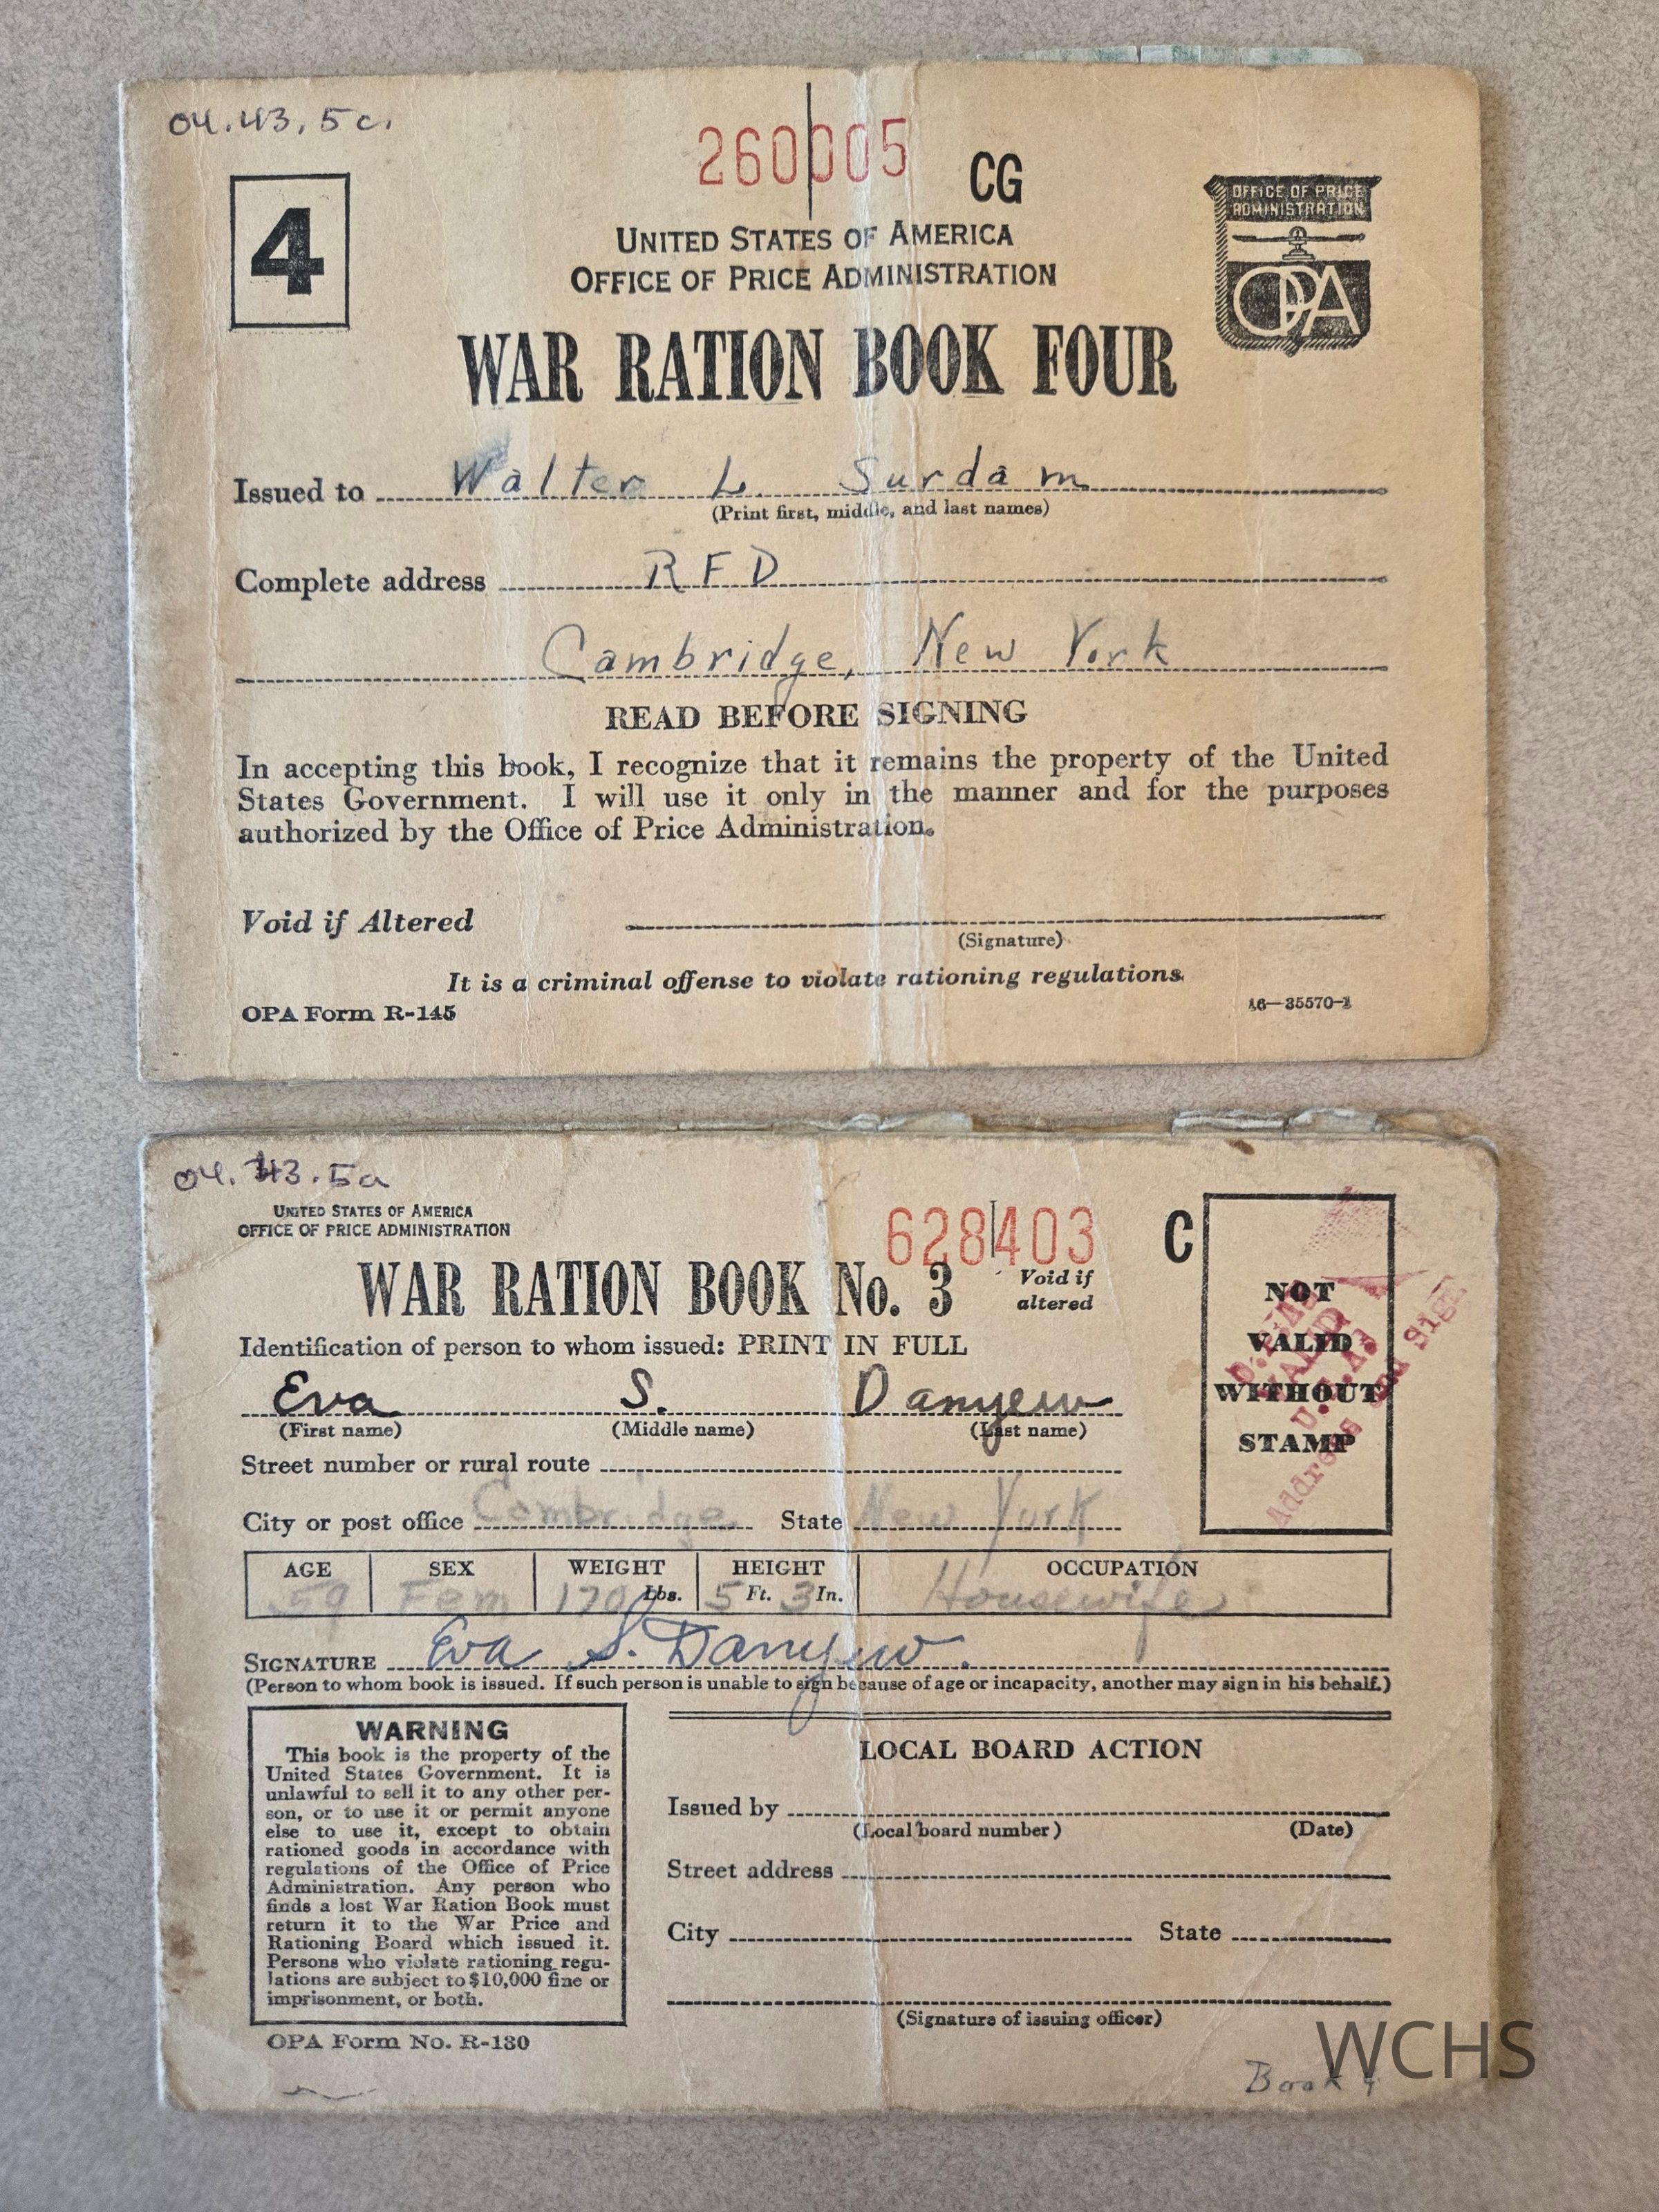 04.43.5c.
260005 CG
4
OFFICE OF PRICE
ADMINISTRATION
OPA
UNITED STATES OF AMERICA
OFFICE OF PRICE ADMINISTRATION
WAR RATION BOOK FOUR
Issued to Walter L. Surdam
(Print first, middle, and last names)
Complete address RFD
Cambridge, New York
READ BEFORE SIGNING
In accepting this book, I recognize that it remains the property of the United
States Government. I will use it only in the manner and for the purposes
authorized by the Office of Price Administration.
Void if Altered
(Signature)
It is a criminal offense to violate rationing regulations.
OPA Form R-145 16—35570-1
04.43.5a
UNITED STATES OF AMERICA
OFFICE OF PRICE ADMINISTRATION
628403 C
WAR RATION BOOK No. 3 Void if
altered
Identification of person to whom issued: PRINT IN FULL
Eva S. Danyew
(First name) (Middle name) (Last name)
Street number or rural route
City or post office Cambridge State New York
NOT
VALID
WITHOUT
STAMP
Address and Sign
AGE SEX WEIGHT HEIGHT OCCUPATION
59 Fem 170 Lbs. 5 Ft. 3 In. Housewife
SIGNATURE Eva S. Danyew.
(Person to whom book is issued. If such person is unable to sign because of age or incapacity, another may sign in his behalf.)
WARNING
This book is the property of the
United States Government. It is
unlawful to sell it to any other per-
son, or to use it or permit anyone
else to use it, except to obtain
rationed goods in accordance with
regulations of the Office of Price
Administration. Any person who
finds a lost War Ration Book must
return it to the War Price and
Rationing Board which issued it.
Persons who violate rationing regu-
lations are subject to $10,000 fine or
imprisonment, or both.
OPA Form No. R-130
LOCAL BOARD ACTION
Issued by
(Local board number) (Date)
Street address
City State
(Signature of issuing officer)
Book
WCHS